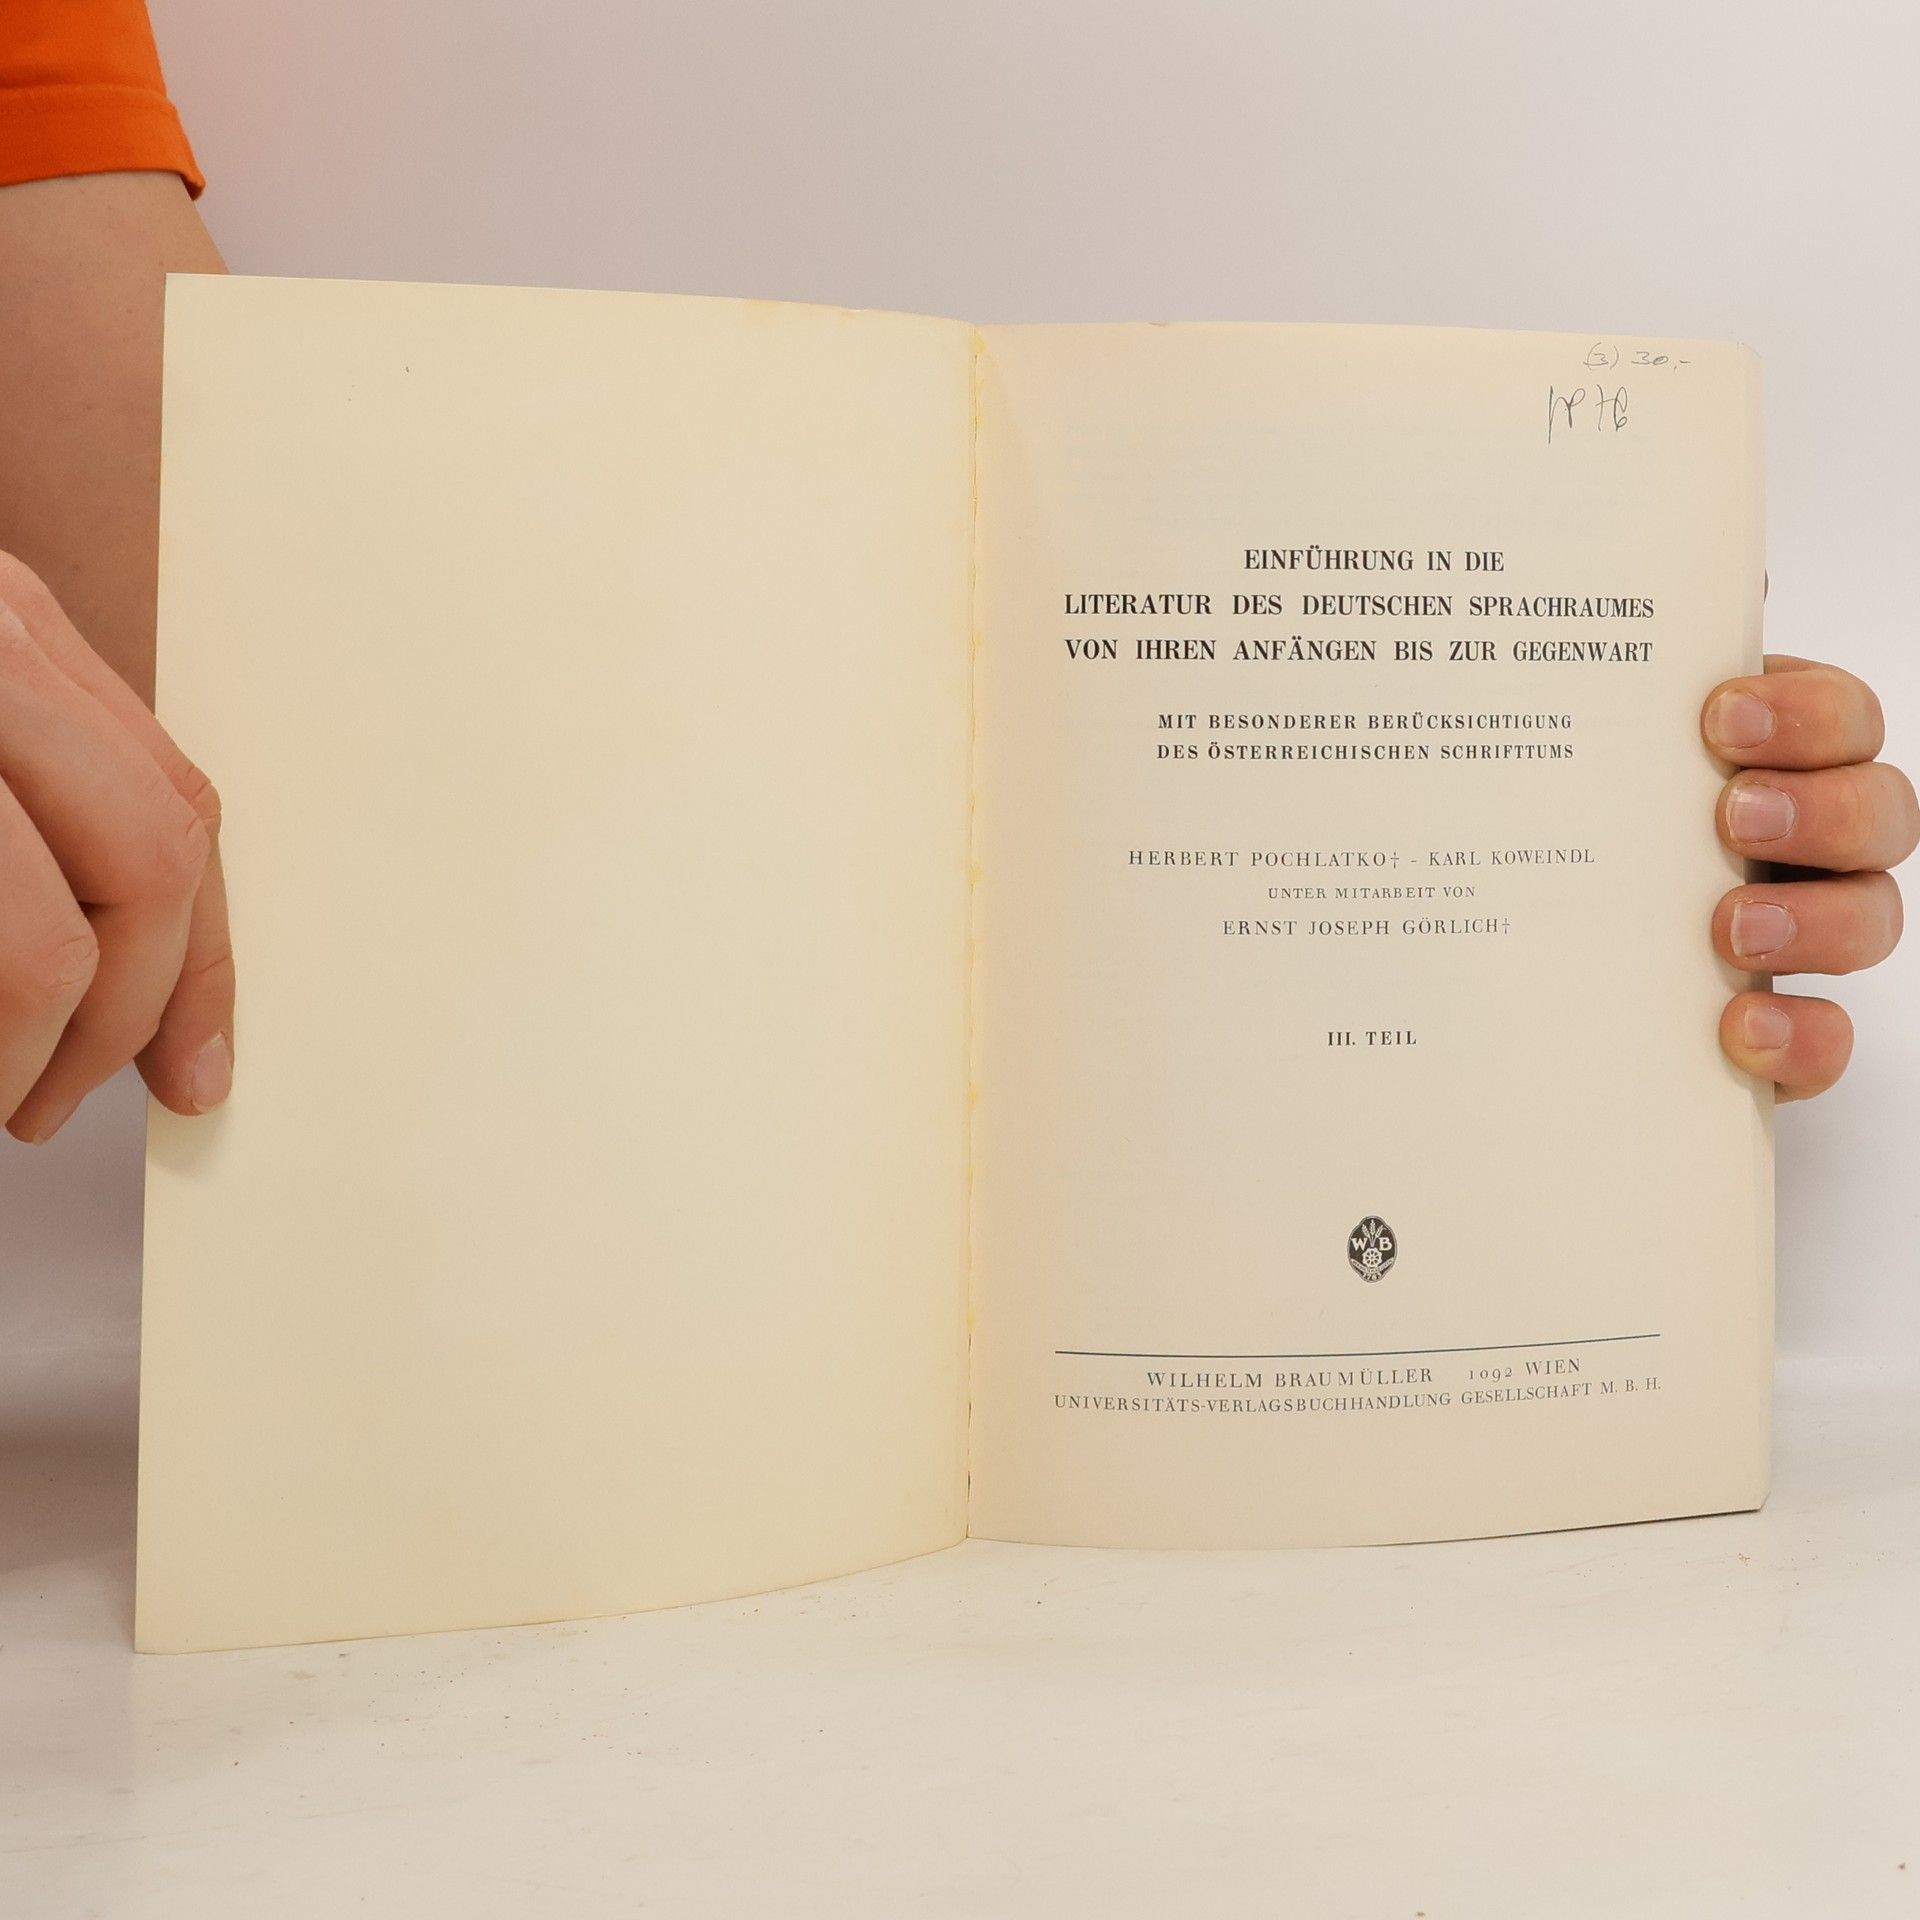 (3) 30,-
EINFÜHRUNG IN DIE
LITERATUR DES DEUTSCHEN SPRACHRAUMES
VON IHREN ANFÄNGEN BIS ZUR GEGENWART
MIT BESONDERER BERÜCKSICHTIGUNG
DES ÖSTERREICHISCHEN SCHRIFTTUMS
HERBERT POCHLATKO† - KARL KOWEINDL
UNTER MITARBEIT VON
ERNST JOSEPH GÖRLICH†
III. TEIL
W B
WILHELM BRAUMÜLLER 1092 WIEN
UNIVERSITÄTS-VERLAGSBUCHHANDLUNG GESELLSCHAFT M. B. H.